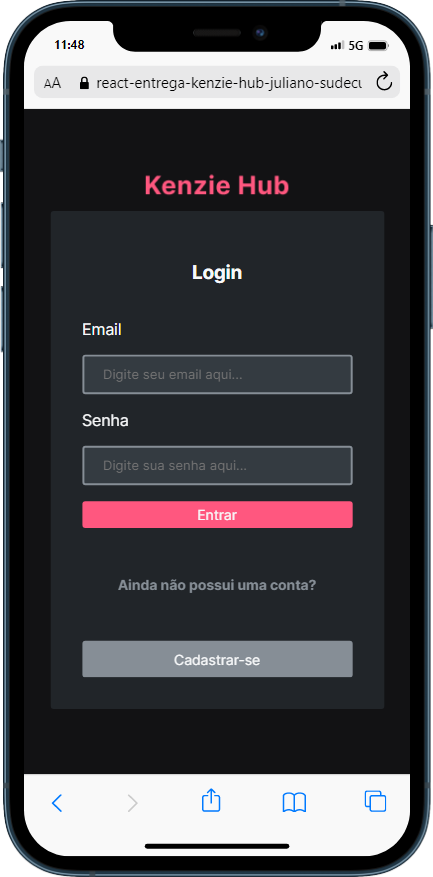 11:48
5G
AA
react-entrega-kenzie-hub-juliano-sudecu
Kenzie Hub
Login
Email
Digite seu email aqui...
Senha
Digite sua senha aqui...
Entrar
Ainda não possui uma conta?
Cadastrar-se